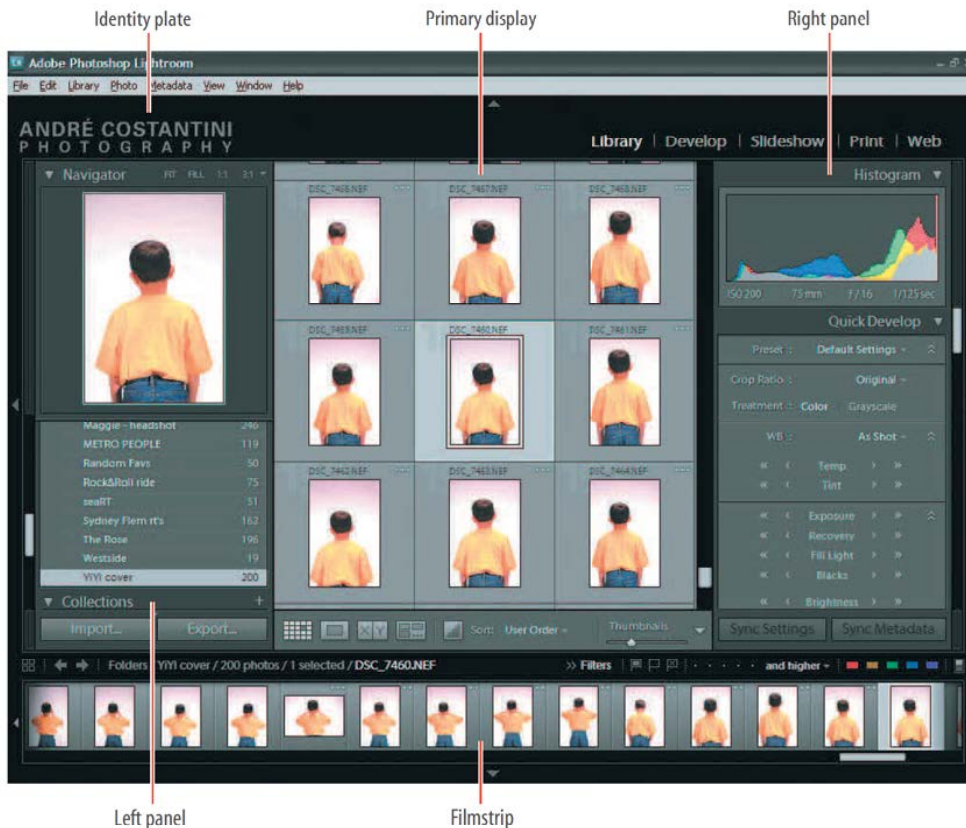 Identity plate
Primary display
Right panel
Lr Adobe Photoshop Lightroom
File Edit Library Photo Metadata View Window Help
ANDRÉ COSTANTINI
PHOTOGRAPHY
Library | Develop | Slideshow | Print | Web
Navigator FIT FILL 1:1 3:1
Maggie - headshot 246
METRO PEOPLE 119
Random Favs 50
Rock&Roll ride 75
seaRT 51
Sydney Flem rt's 162
The Rose 196
Westside 19
YIYI cover 200
Collections +
Import... Export...
DSC_7467.NEF DSC_7468.NEF
DSC_7460.NEF DSC_7461.NEF
DSC_7462.NEF DSC_7463.NEF DSC_7464.NEF
XY Sort: User Order Thumbnails
Histogram
ISO 200 75 mm f / 16 1/125 sec
Quick Develop
Preset : Default Settings
Crop Ratio : Original
Treatment : Color Grayscale
WB : As Shot
Temp
Tint
Exposure
Recovery
Fill Light
Blacks
Brightness
Sync Settings Sync Metadata
Folders : YIYI cover / 200 photos / 1 selected / DSC_7460.NEF
>> Filters and higher
Left panel
Filmstrip